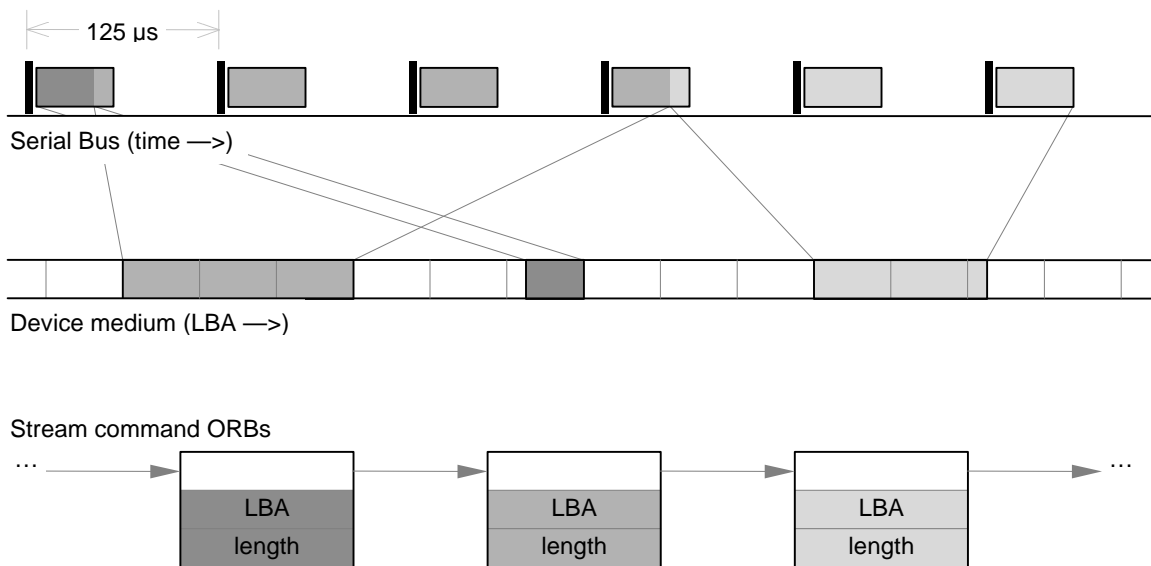 125 µs
Serial Bus (time —>)
Device medium (LBA —>)
Stream command ORBs
… …
LBA LBA LBA
length length length